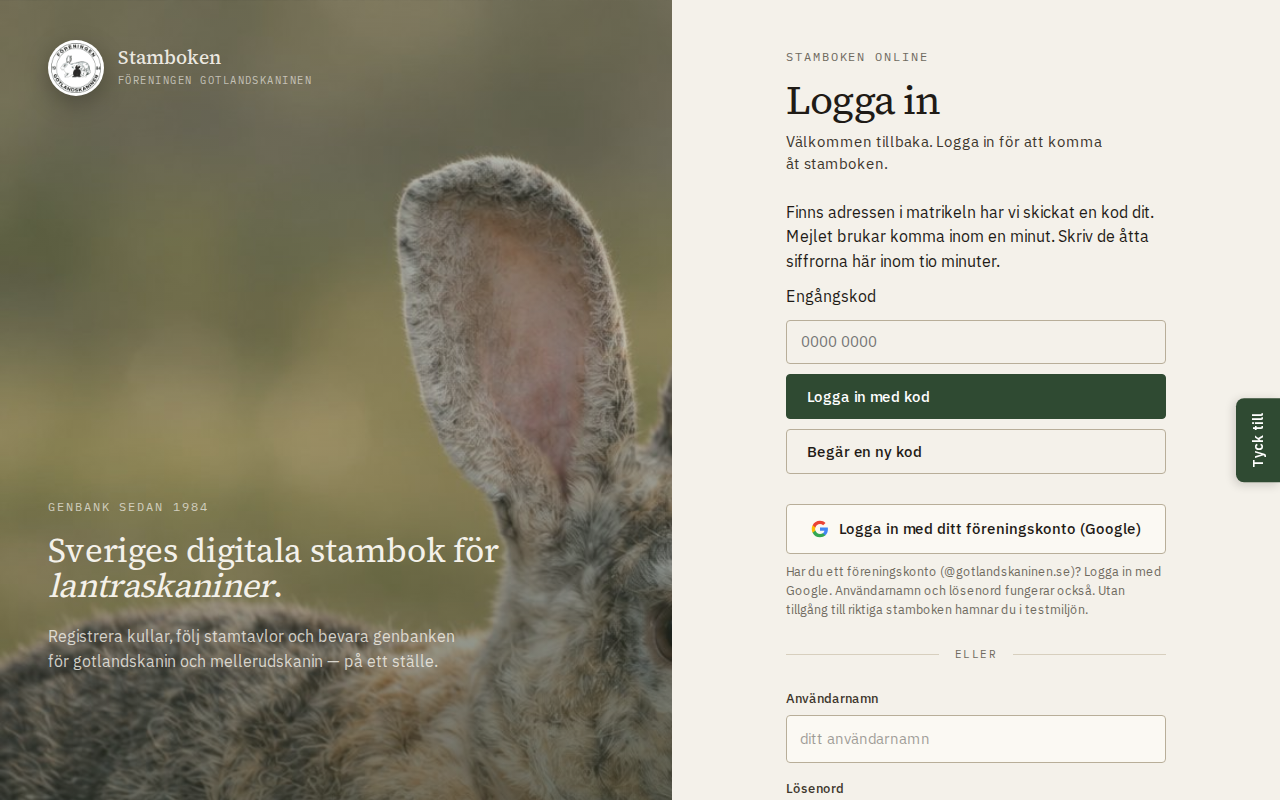 FÖRENINGEN
GOTLANDSKANINEN
Stamboken
FÖRENINGEN GOTLANDSKANINEN
GENBANK SEDAN 1984
Sveriges digitala stambok för
lantraskaniner.
Registrera kullar, följ stamtavlor och bevara genbanken
för gotlandskanin och mellerudskanin — på ett ställe.
STAMBOKEN ONLINE
Logga in
Välkommen tillbaka. Logga in för att komma
åt stamboken.
Finns adressen i matrikeln har vi skickat en kod dit.
Mejlet brukar komma inom en minut. Skriv de åtta
siffrorna här inom tio minuter.
Engångskod
0000 0000
Logga in med kod
Begär en ny kod
Logga in med ditt föreningskonto (Google)
Har du ett föreningskonto (@gotlandskaninen.se)? Logga in med
Google. Användarnamn och lösenord fungerar också. Utan
tillgång till riktiga stamboken hamnar du i testmiljön.
ELLER
Användarnamn
ditt användarnamn
Lösenord
Tyck till